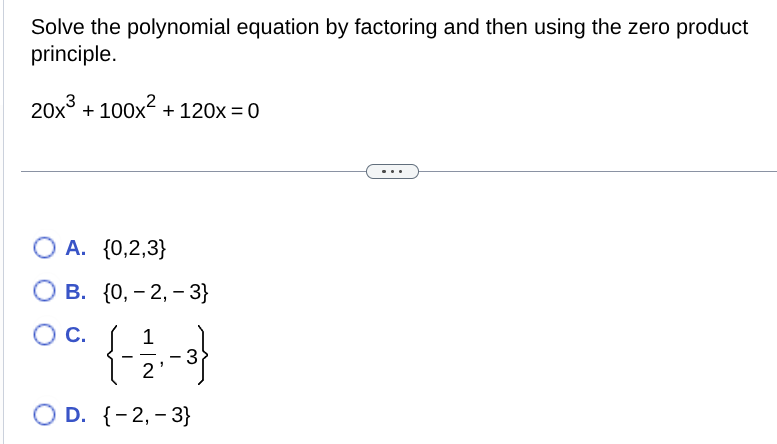 Solve the polynomial equation by factoring and then using the zero product
principle.
20x³ + 100x² + 120x = 0
A. {0,2,3}
B. {0, − 2, − 3}
C. {− 1/2, − 3}
D. { − 2, − 3}